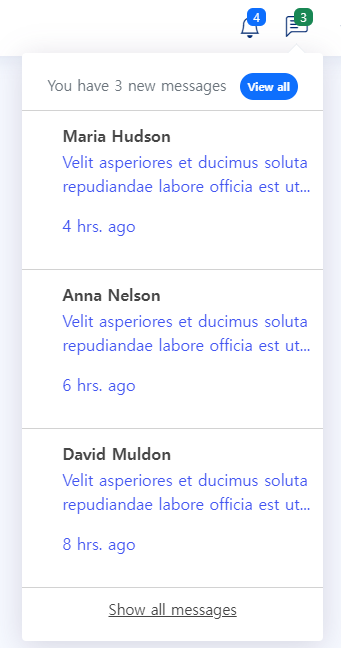 4
3
You have 3 new messages View all
Maria Hudson
Velit asperiores et ducimus soluta
repudiandae labore officia est ut...
4 hrs. ago
Anna Nelson
Velit asperiores et ducimus soluta
repudiandae labore officia est ut...
6 hrs. ago
David Muldon
Velit asperiores et ducimus soluta
repudiandae labore officia est ut...
8 hrs. ago
Show all messages